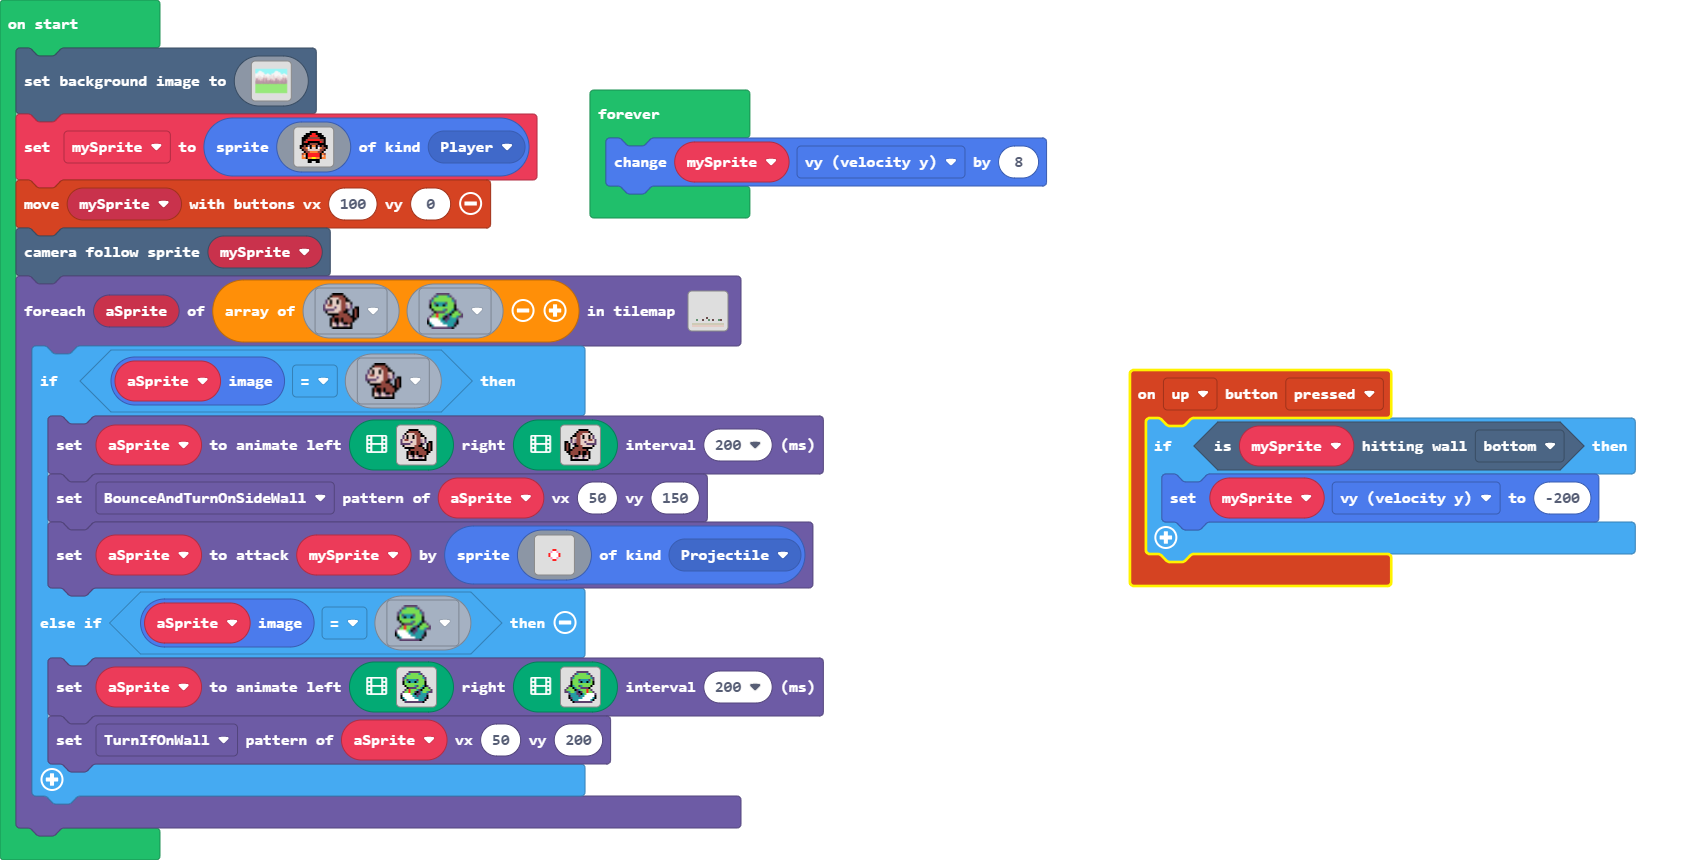 on start
set background image to
set mySprite to sprite of kind Player
move mySprite with buttons vx 100 vy 0
camera follow sprite mySprite
foreach aSprite of array of in tilemap
if aSprite image = then
set aSprite to animate left right interval 200 (ms)
set BounceAndTurnOnSideWall pattern of aSprite vx 50 vy 150
set aSprite to attack mySprite by sprite of kind Projectile
else if aSprite image = then
set aSprite to animate left right interval 200 (ms)
set TurnIfOnWall pattern of aSprite vx 50 vy 200
forever
change mySprite vy (velocity y) by 8
on up button pressed
if is mySprite hitting wall bottom then
set mySprite vy (velocity y) to -200